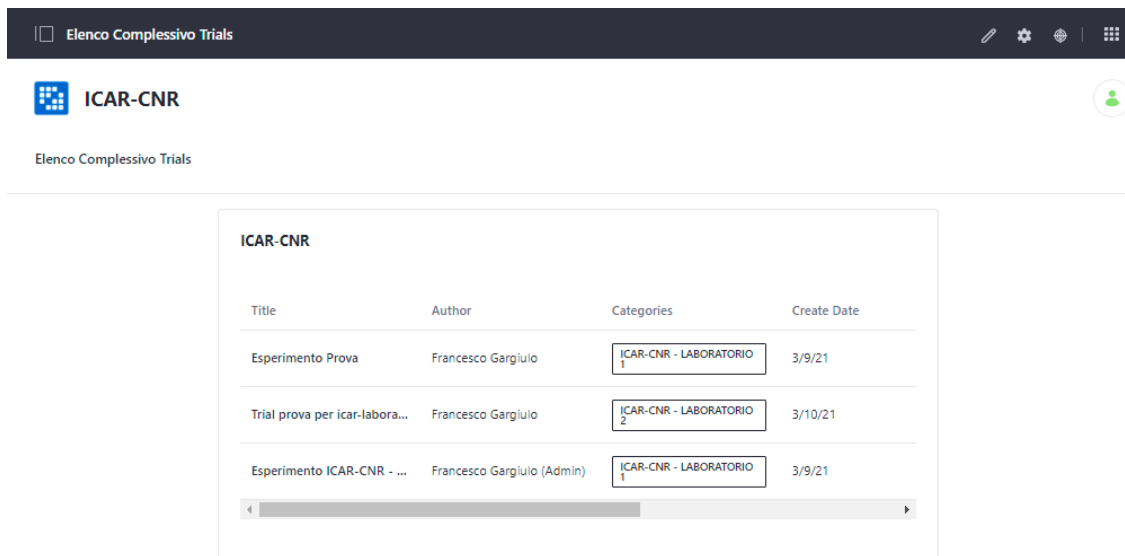 Elenco Complessivo Trials
ICAR-CNR
Elenco Complessivo Trials
ICAR-CNR
Title Author Categories Create Date
Esperimento Prova Francesco Gargiulo ICAR-CNR - LABORATORIO 1 3/9/21
Trial prova per icar-labora... Francesco Gargiulo ICAR-CNR - LABORATORIO 2 3/10/21
Esperimento ICAR-CNR - ... Francesco Gargiulo (Admin) ICAR-CNR - LABORATORIO 1 3/9/21